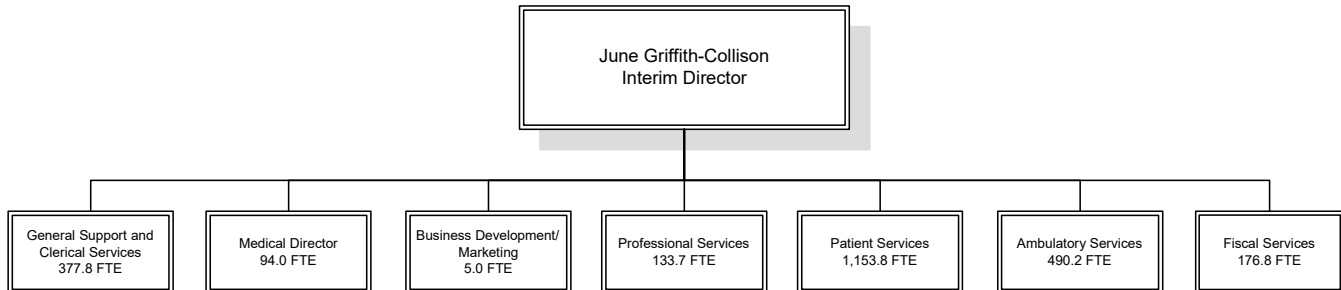 June Griffith-Collison
Interim Director
General Support and
Clerical Services
377.8 FTE
Medical Director
94.0 FTE
Business Development/
Marketing
5.0 FTE
Professional Services
133.7 FTE
Patient Services
1,153.8 FTE
Ambulatory Services
490.2 FTE
Fiscal Services
176.8 FTE